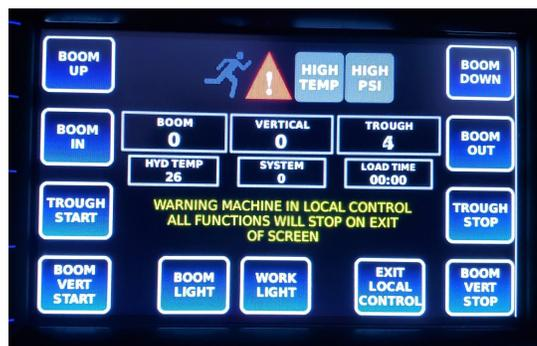 BOOM
UP
!
HIGH
TEMP
HIGH
PSI
BOOM
DOWN
BOOM
IN
BOOM
0
VERTICAL
0
TROUGH
4
BOOM
OUT
HYD TEMP
26
SYSTEM
0
LOAD TIME
00:00
TROUGH
START
WARNING MACHINE IN LOCAL CONTROL
ALL FUNCTIONS WILL STOP ON EXIT
OF SCREEN
TROUGH
STOP
BOOM
VERT
START
BOOM
LIGHT
WORK
LIGHT
EXIT
LOCAL
CONTROL
BOOM
VERT
STOP